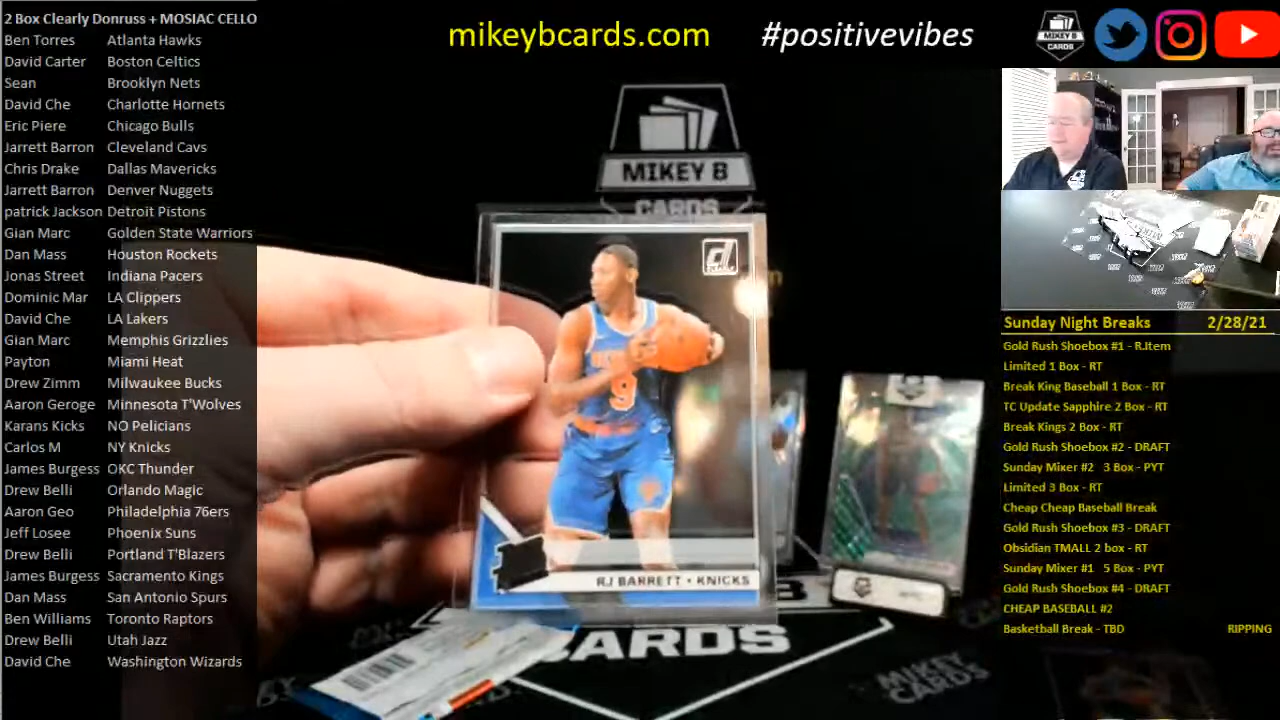 2 Box Clearly Donruss + MOSIAC CELLO
Ben Torres Atlanta Hawks
David Carter Boston Celtics
Sean Brooklyn Nets
David Che Charlotte Hornets
Eric Piere Chicago Bulls
Jarrett Barron Cleveland Cavs
Chris Drake Dallas Mavericks
Jarrett Barron Denver Nuggets
patrick Jackson Detroit Pistons
Gian Marc Golden State Warriors
Dan Mass Houston Rockets
Jonas Street Indiana Pacers
Dominic Mar LA Clippers
David Che LA Lakers
Gian Marc Memphis Grizzlies
Payton Miami Heat
Drew Zimm Milwaukee Bucks
Aaron Geroge Minnesota T'Wolves
Karans Kicks NO Pelicians
Carlos M NY Knicks
James Burgess OKC Thunder
Drew Belli Orlando Magic
Aaron Geo Philadelphia 76ers
Jeff Losee Phoenix Suns
Drew Belli Portland T'Blazers
James Burgess Sacramento Kings
Dan Mass San Antonio Spurs
Ben Williams Toronto Raptors
Drew Belli Utah Jazz
David Che Washington Wizards
mikeybcards.com #positivevibes
MIKEY B
CARDS
MIKEY B
CARDS
9
RJ BARRETT • KNICKS
CARDS
MIKEY
CARDS
Sunday Night Breaks 2/28/21
Gold Rush Shoebox #1 - R.Item
Limited 1 Box - RT
Break King Baseball 1 Box - RT
TC Update Sapphire 2 Box - RT
Break Kings 2 Box - RT
Gold Rush Shoebox #2 - DRAFT
Sunday Mixer #2 3 Box - PYT
Limited 3 Box - RT
Cheap Cheap Baseball Break
Gold Rush Shoebox #3 - DRAFT
Obsidian TMALL 2 box - RT
Sunday Mixer #1 5 Box - PYT
Gold Rush Shoebox #4 - DRAFT
CHEAP BASEBALL #2
Basketball Break - TBD RIPPING